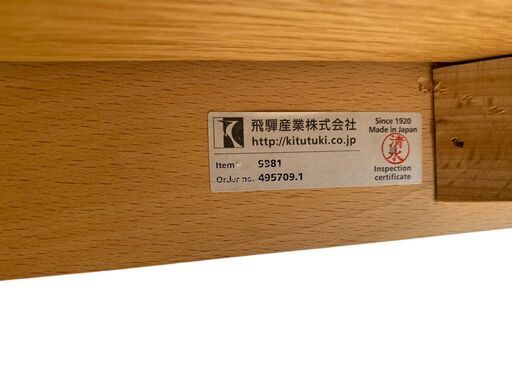 飛騨産業株式会社
http://kitutuki.co.jp
Item S381
Order no. 495709.1
Since 1920
Made in Japan
清水
Inspection
certificate